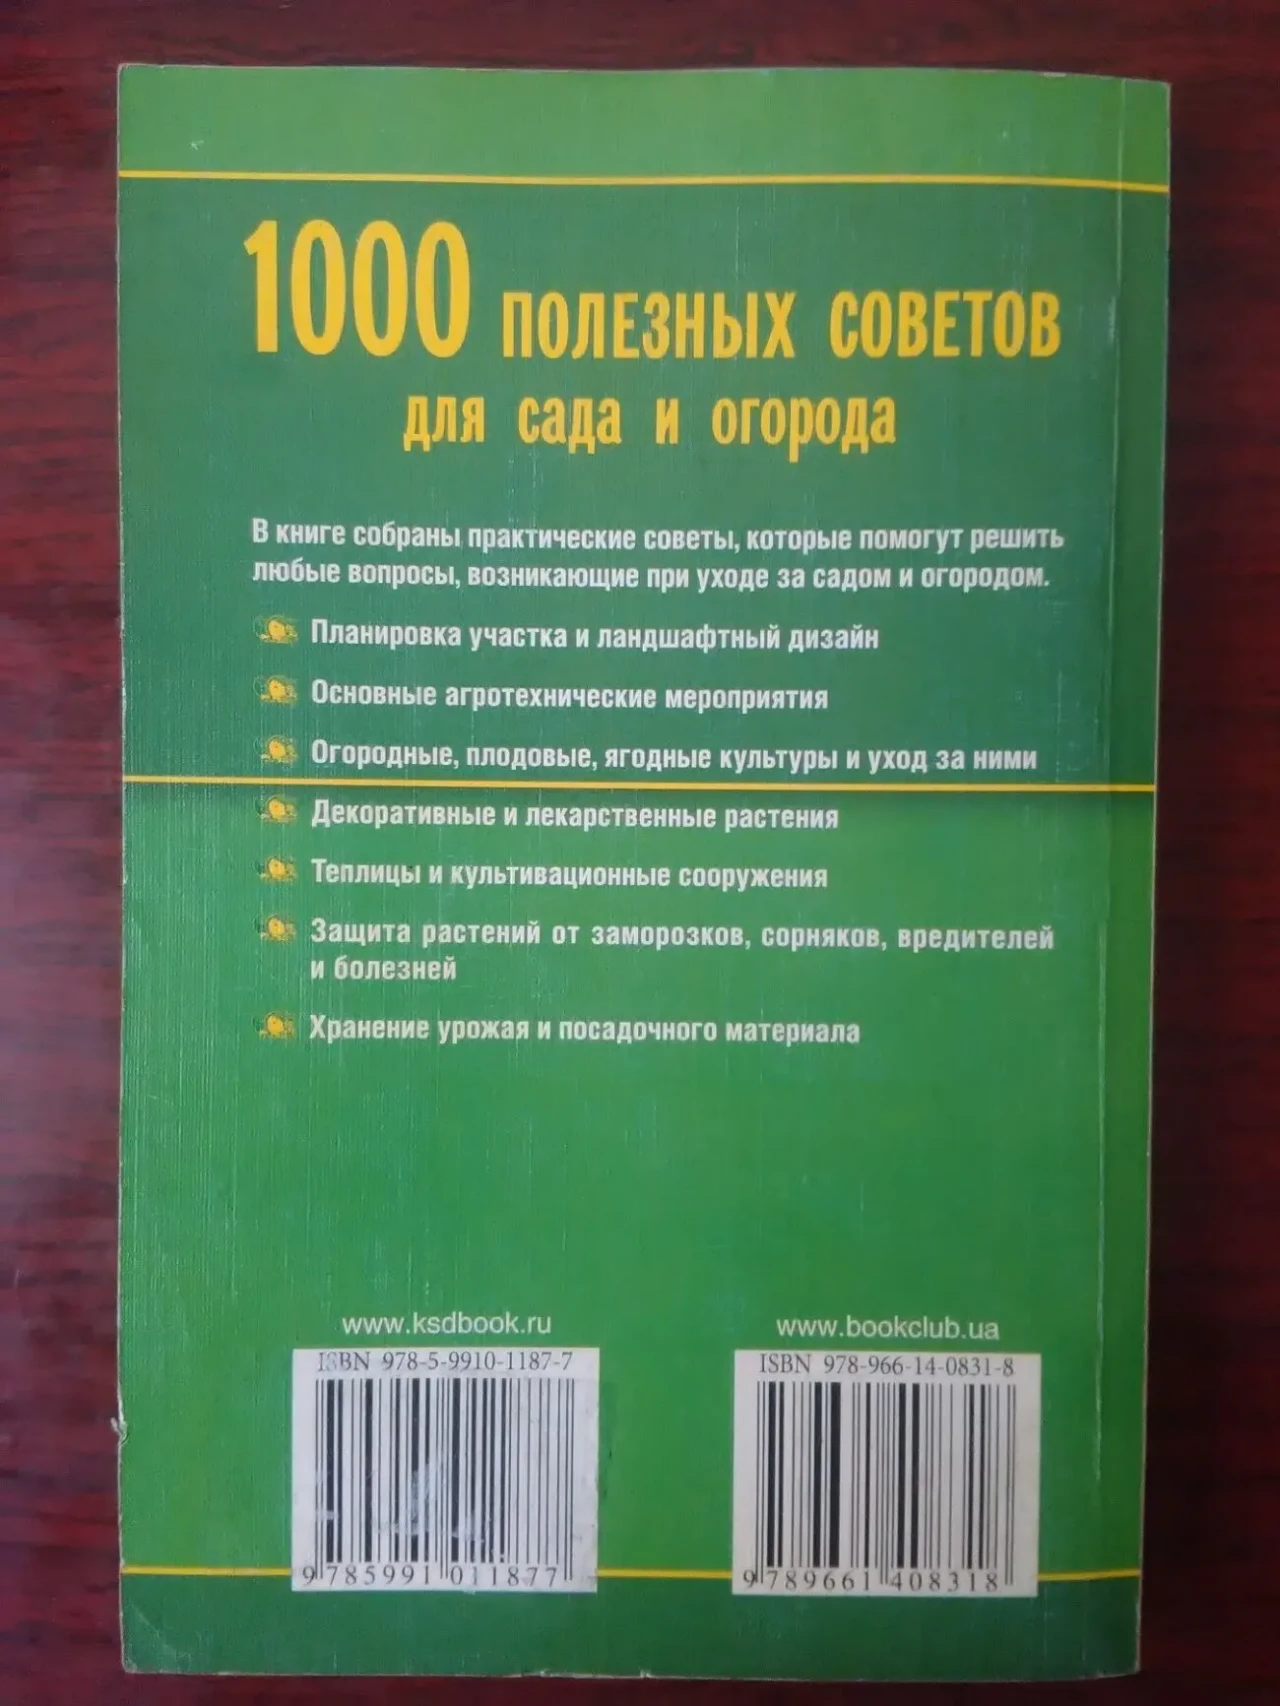 1000 ПОЛЕЗНЫХ СОВЕТОВ
для сада и огорода
В книге собраны практические советы, которые помогут решить
любые вопросы, возникающие при уходе за садом и огородом.
Планировка участка и ландшафтный дизайн
Основные агротехнические мероприятия
Огородные, плодовые, ягодные культуры и уход за ними
Декоративные и лекарственные растения
Теплицы и культивационные сооружения
Защита растений от заморозков, сорняков, вредителей
и болезней
Хранение урожая и посадочного материала
www.ksdbook.ru
ISBN 978-5-9910-1187-7
9 785991 011877
www.bookclub.ua
ISBN 978-966-14-0831-8
9 789661 408318